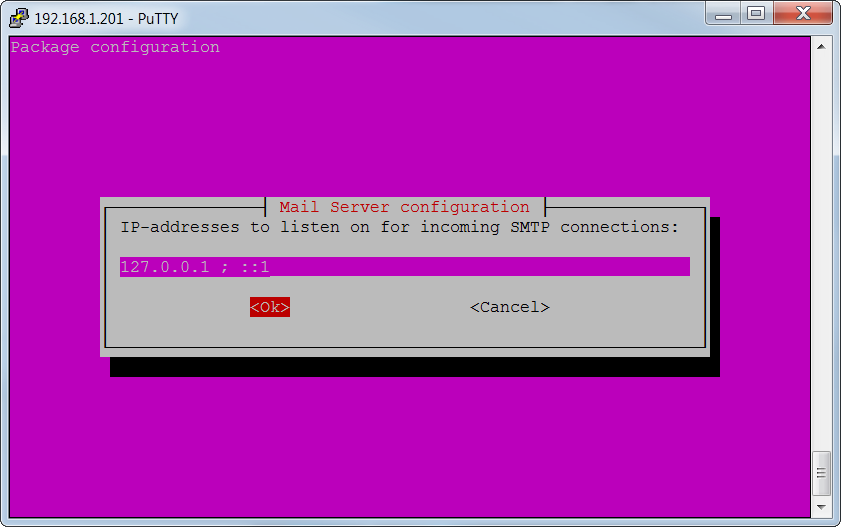 192.168.1.201 - PuTTY
Package configuration
Mail Server configuration
IP-addresses to listen on for incoming SMTP connections:
127.0.0.1 ; ::1
<Ok> <Cancel>